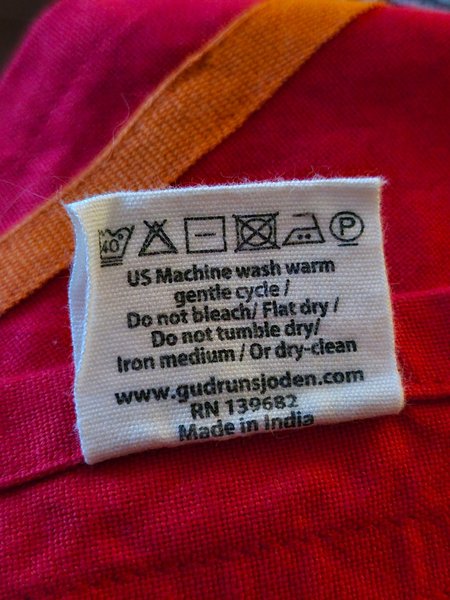 40 P
US Machine wash warm
gentle cycle /
Do not bleach/ Flat dry /
Do not tumble dry/
Iron medium / Or dry-clean
www.gudrunsjoden.com
RN 139682
Made in India